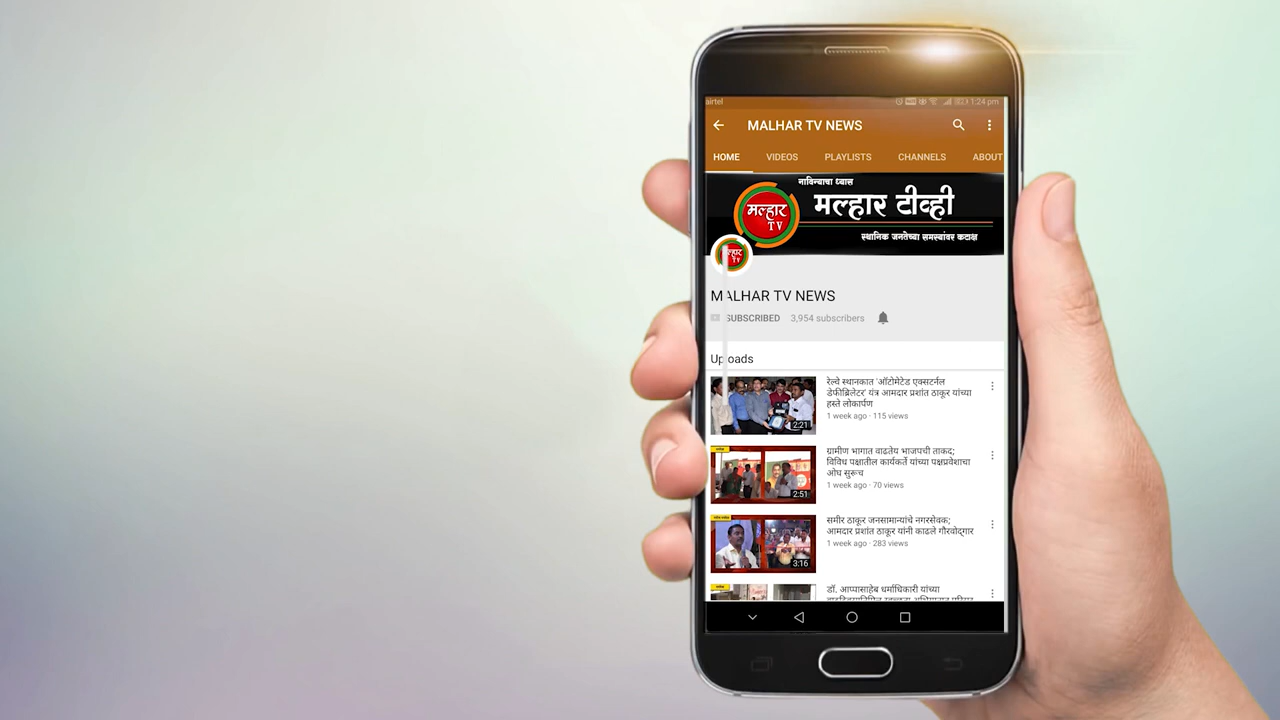 airtel
1:24 pm
MALHAR TV NEWS
HOME VIDEOS PLAYLISTS CHANNELS ABOUT
नाविन्याचा ध्यास
मल्हार TV
मल्हार टीव्ही
स्थानिक जनतेच्या समस्यांवर कटाक्ष
TV
MALHAR TV NEWS
SUBSCRIBED 3,954 subscribers
Uploads
रेल्वे स्थानकात 'ऑटोमेटेड एक्सटर्नल
डेफीब्रिलेटर' यंत्र आमदार प्रशांत ठाकूर यांच्या
हस्ते लोकार्पण
1 week ago · 115 views
2:21
ग्रामीण भागात वाढतेय भाजपची ताकद;
विविध पक्षातील कार्यकर्ते यांच्या पक्षप्रवेशाचा
ओघ सुरूच
1 week ago · 70 views
2:51
समीर ठाकूर जनसामान्यांचे नगरसेवक;
आमदार प्रशांत ठाकूर यांनी काढले गौरवोद्गार
1 week ago · 283 views
3:16
डॉ. आप्पासाहेब धर्माधिकारी यांच्या